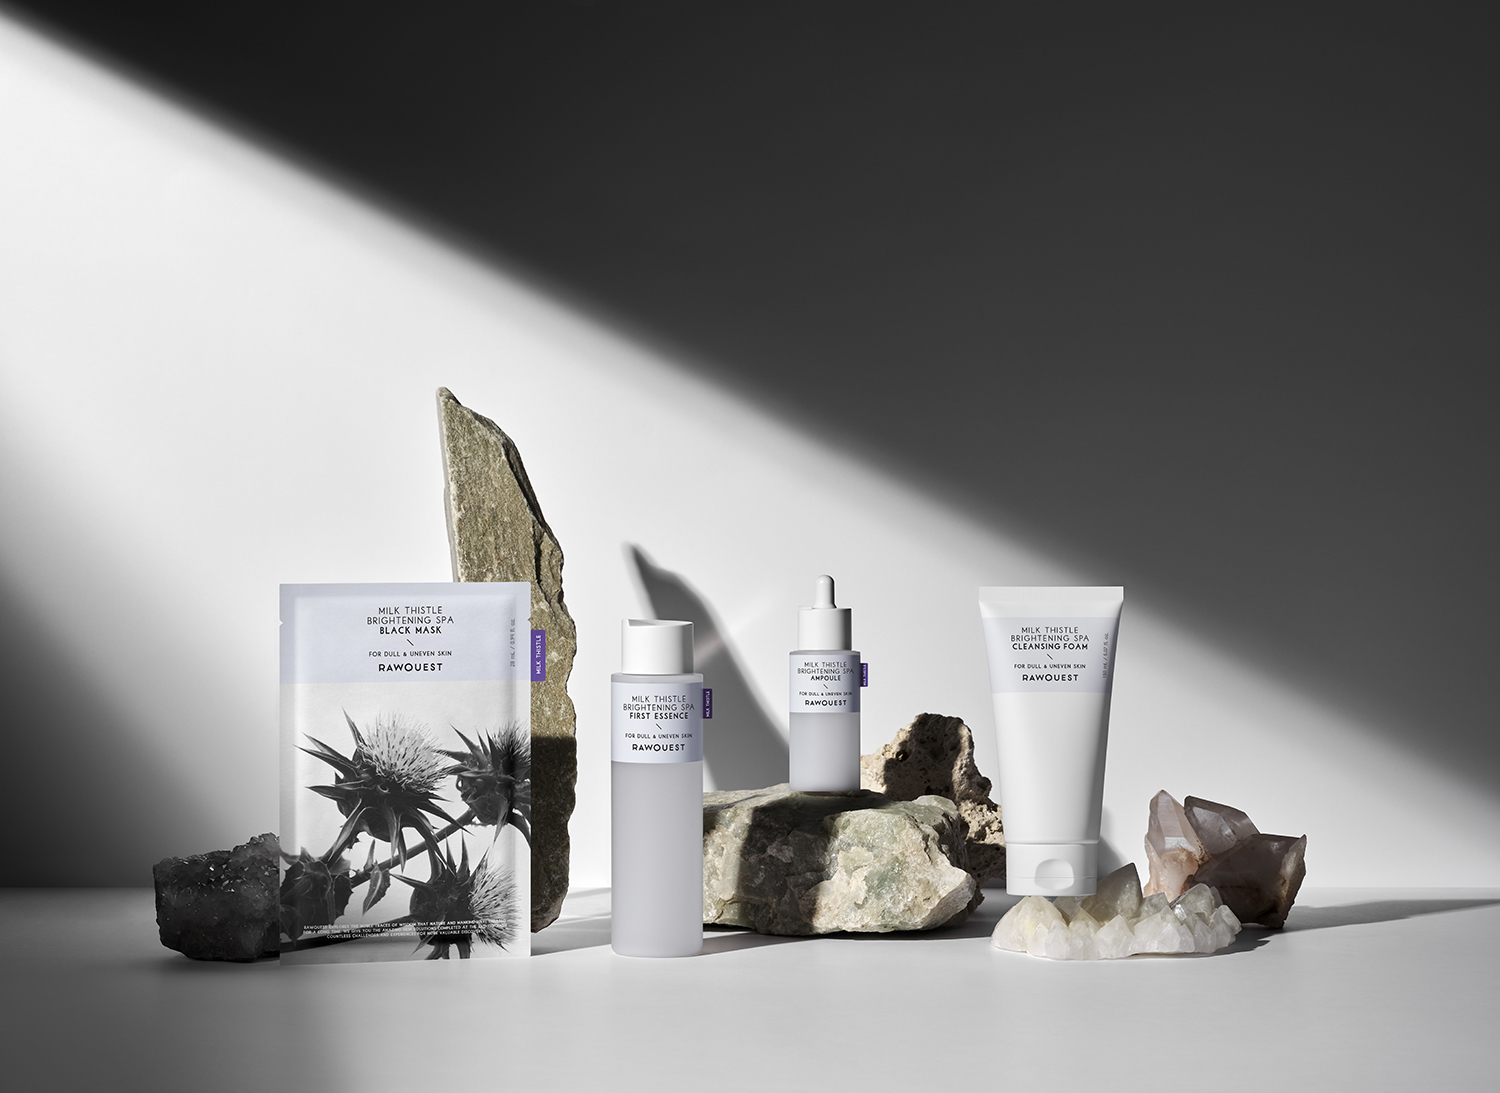 MILK THISTLE
BRIGHTENING SPA
BLACK MASK
\
FOR DULL & UNEVEN SKIN
RAWQUEST
MILK THISTLE
MILK THISTLE
BRIGHTENING SPA
FIRST ESSENCE
\
FOR DULL & UNEVEN SKIN
RAWQUEST
MILK THISTLE
MILK THISTLE
BRIGHTENING SPA
AMPOULE
\
FOR DULL & UNEVEN SKIN
RAWQUEST
MILK THISTLE
MILK THISTLE
BRIGHTENING SPA
CLEANSING FOAM
\
FOR DULL & UNEVEN SKIN
RAWQUEST